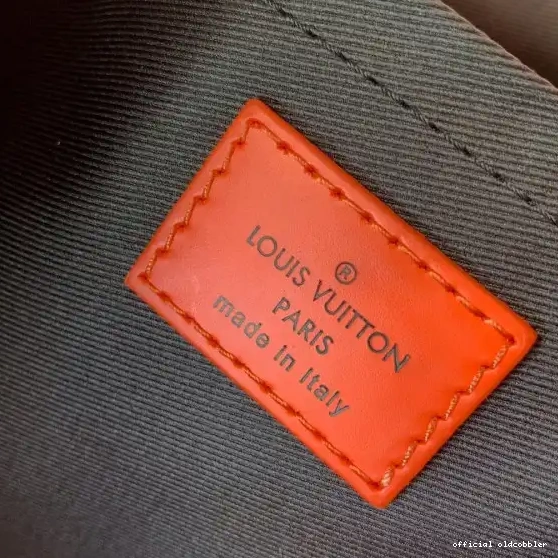 ®
LOUIS VUITTON
PARIS
made in Italy
official oldcobbler